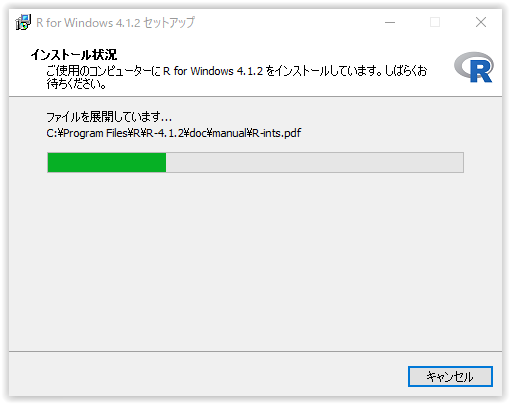 R for Windows 4.1.2 セットアップ
インストール状況
ご使用のコンピューターに R for Windows 4.1.2 をインストールしています。しばらくお
待ちください。
R
ファイルを展開しています...
C:¥Program Files¥R¥R-4.1.2¥doc¥manual¥R-ints.pdf
キャンセル